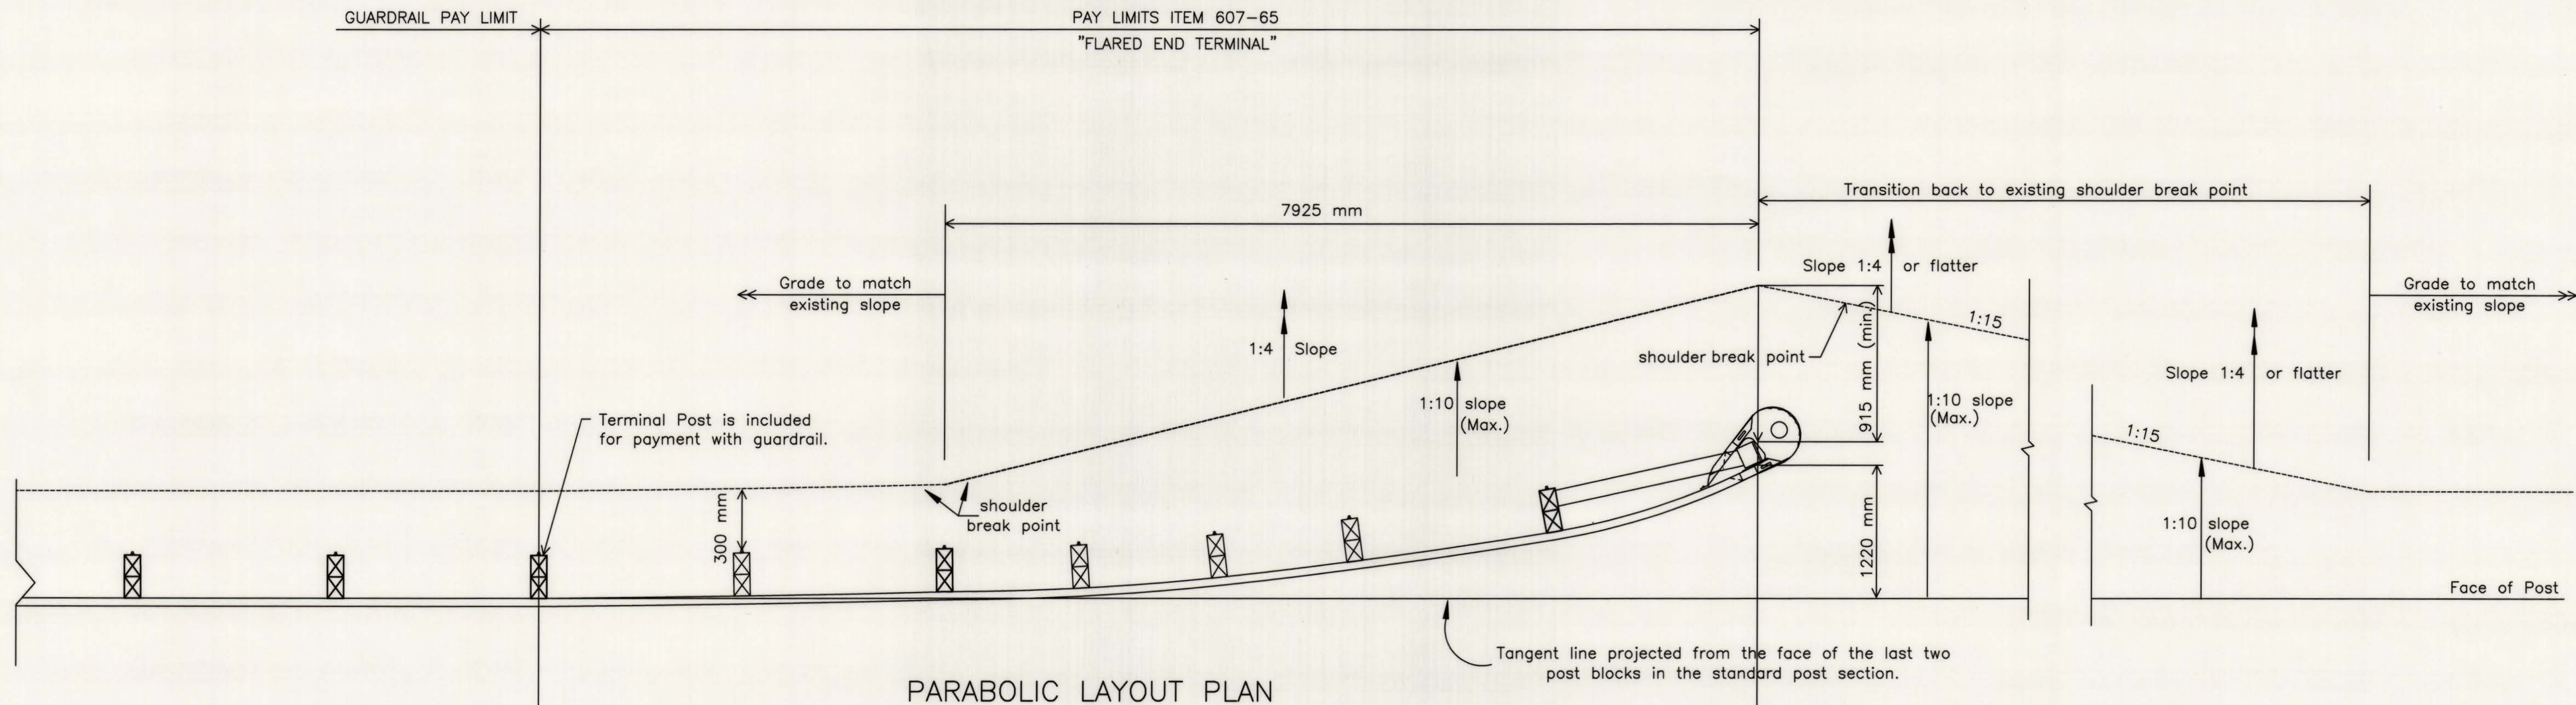 GUARDRAIL PAY LIMIT
PAY LIMITS ITEM 607-65
"FLARED END TERMINAL"
Transition back to existing shoulder break point
7925 mm
Grade to match
existing slope
Slope 1:4 or flatter
Grade to match
existing slope
1:4 Slope
shoulder break point
915 mm (min.)
1:15
1:10 slope
(Max.)
1:10 slope
(Max.)
Slope 1:4 or flatter
Terminal Post is included
for payment with guardrail.
1:15
300 mm
shoulder
break point
1220 mm
1:10 slope
(Max.)
Face of Post
Tangent line projected from the face of the last two
post blocks in the standard post section.
PARABOLIC LAYOUT PLAN